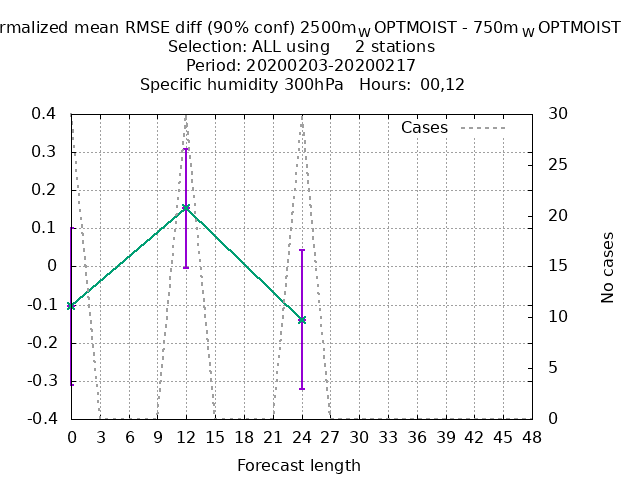 rmalized mean RMSE diff (90% conf) 2500mW OPTMOIST - 750m W OPTMOIST
Selection: ALL using 2 stations
Period: 20200203-20200217
Specific humidity 300hPa Hours: 00,12
Cases
0.4
0.3
0.2
0.1
0
-0.1
-0.2
-0.3
-0.4
30
25
20
15
10
5
0
No cases
0 3 6 9 12 15 18 21 24 27 30 33 36 39 42 45 48
Forecast length